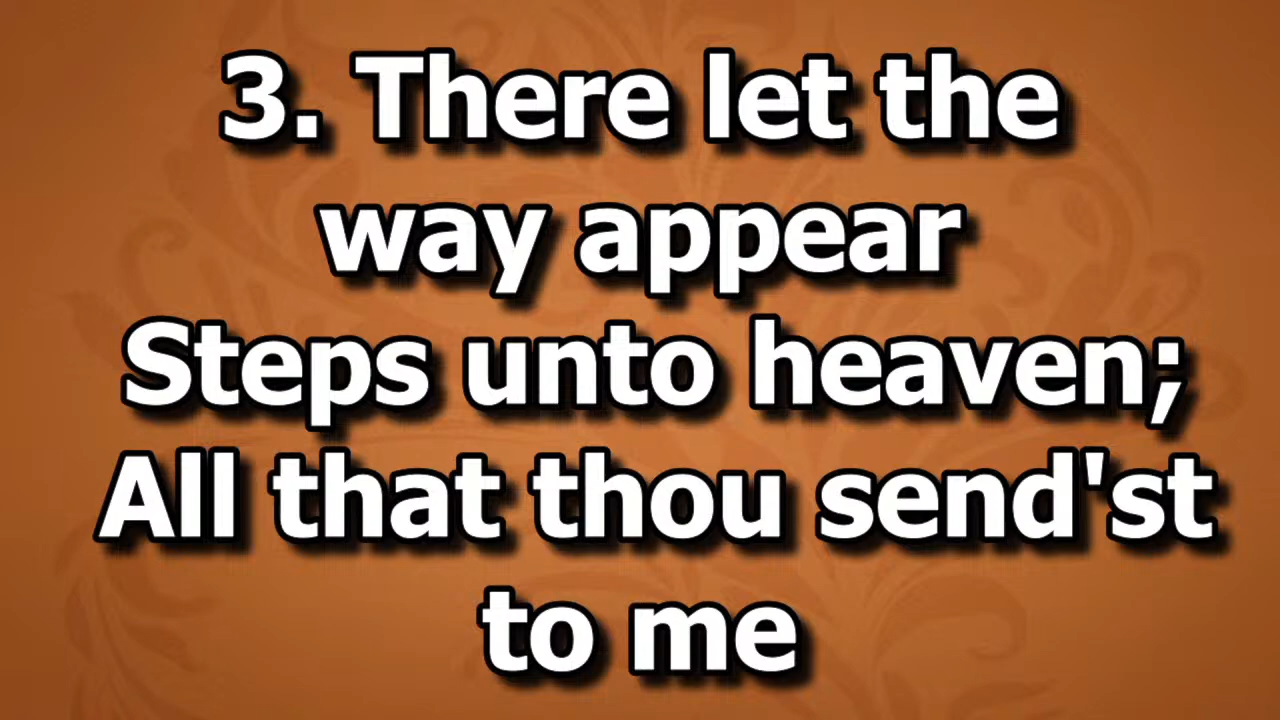 3. There let the
way appear
Steps unto heaven;
All that thou send'st
to me